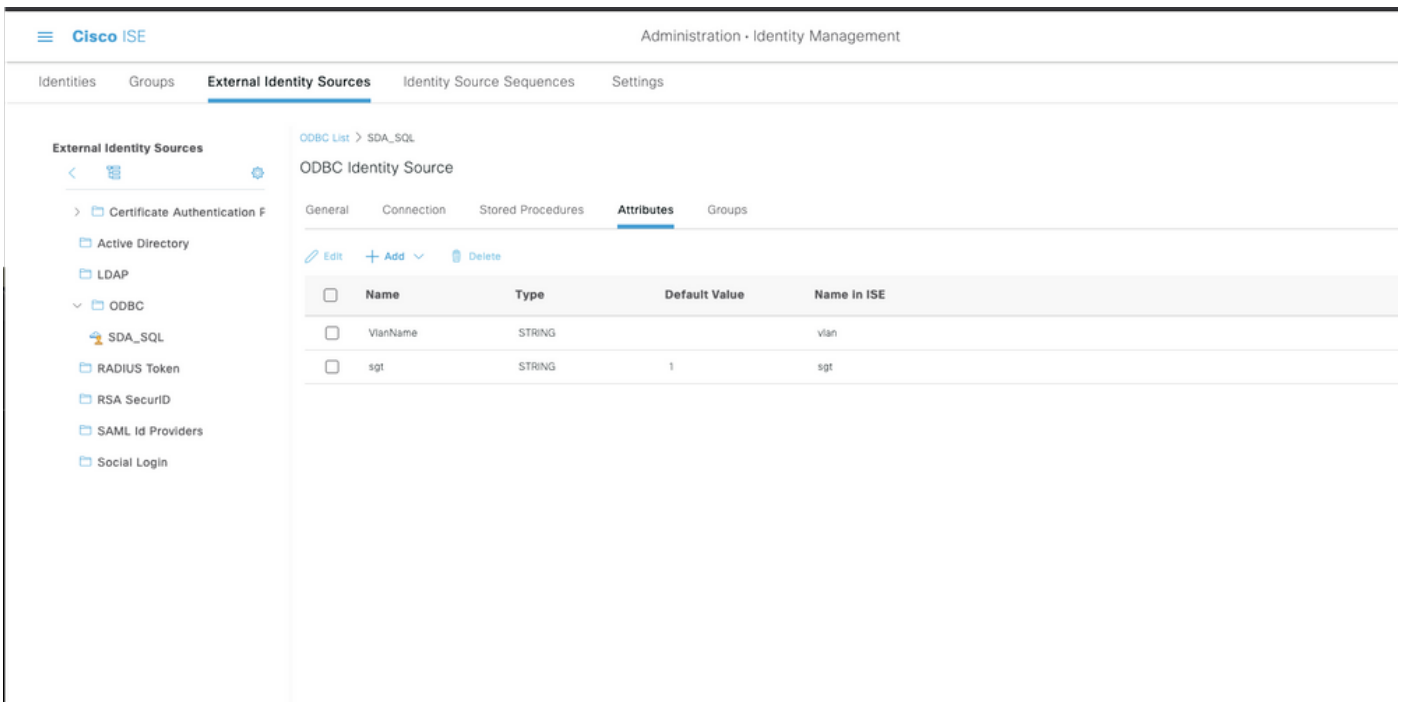 Cisco ISE
Administration · Identity Management
Identities Groups External Identity Sources Identity Source Sequences Settings
External Identity Sources
Certificate Authentication F
Active Directory
LDAP
ODBC
SDA_SQL
RADIUS Token
RSA SecurID
SAML Id Providers
Social Login
ODBC List > SDA_SQL
ODBC Identity Source
General Connection Stored Procedures Attributes Groups
Edit + Add Delete
Name Type Default Value Name in ISE
VlanName STRING vlan
sgt STRING 1 sgt